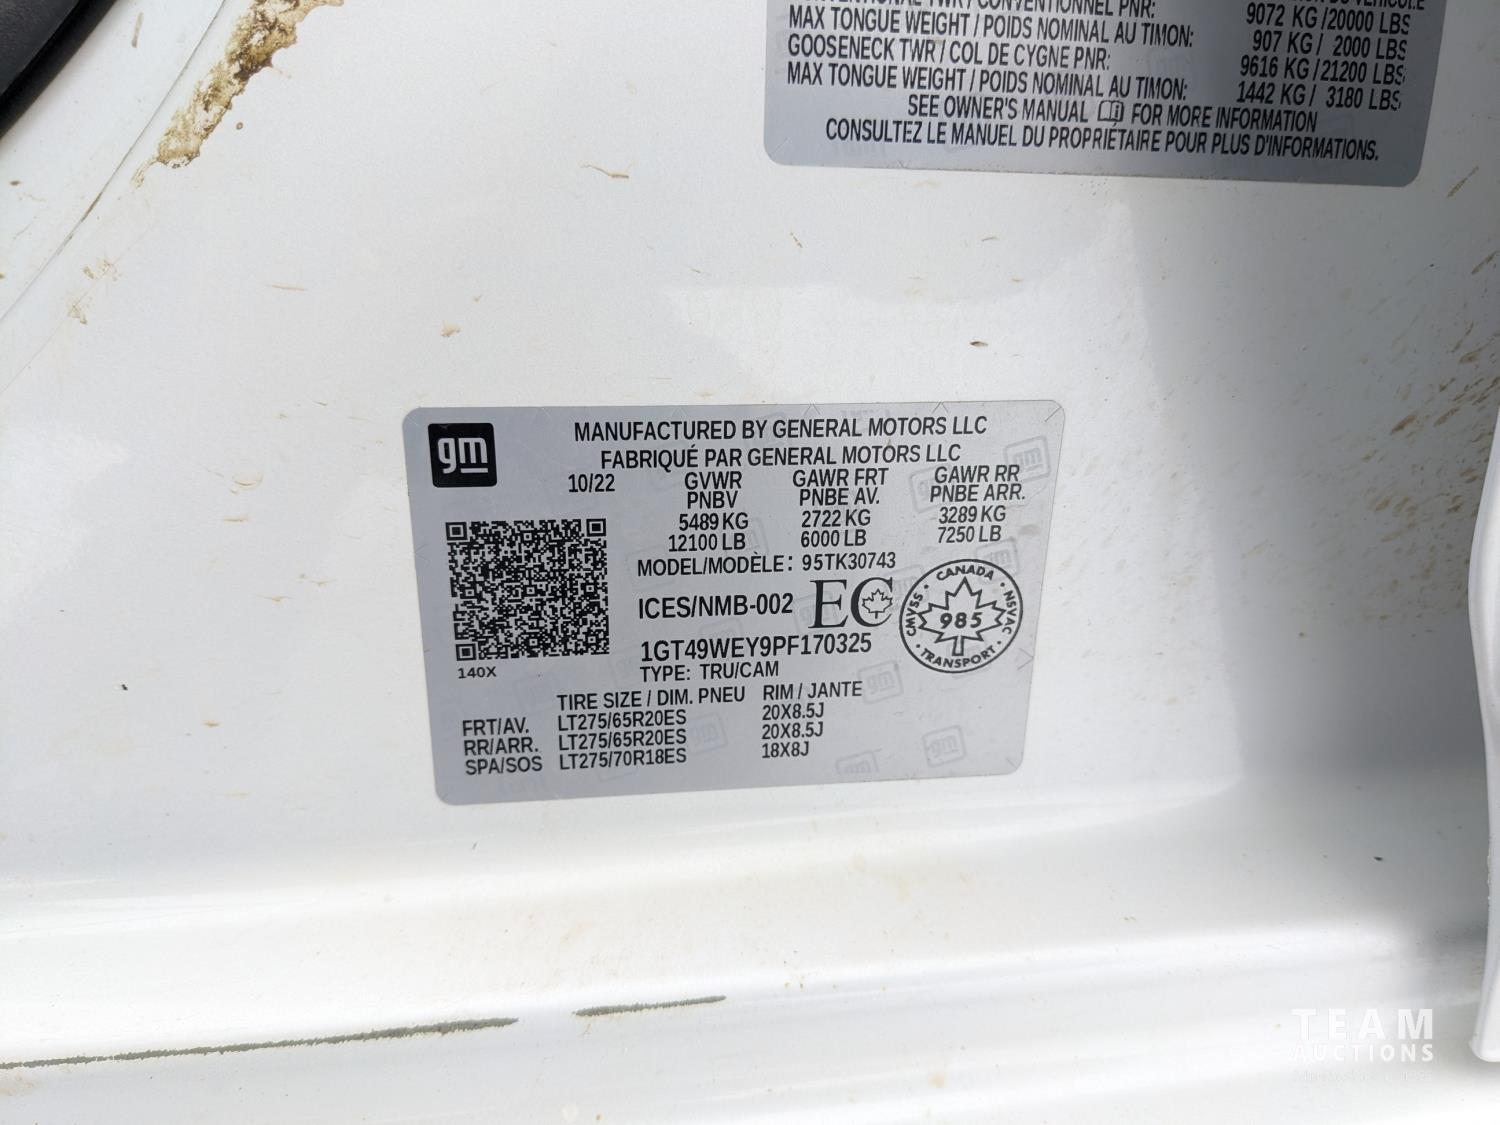 CONVENTIONAL TWR / CONVENTIONNEL PNR: 9072 KG /20000 LBS
MAX TONGUE WEIGHT / POIDS NOMINAL AU TIMON: 907 KG / 2000 LBS
GOOSENECK TWR / COL DE CYGNE PNR: 9616 KG /21200 LBS
MAX TONGUE WEIGHT / POIDS NOMINAL AU TIMON: 1442 KG / 3180 LBS
SEE OWNER'S MANUAL FOR MORE INFORMATION
CONSULTEZ LE MANUEL DU PROPRIÉTAIRE POUR PLUS D'INFORMATIONS.
gm
MANUFACTURED BY GENERAL MOTORS LLC
FABRIQUÉ PAR GENERAL MOTORS LLC
10/22 GVWR GAWR FRT GAWR RR
PNBV PNBE AV. PNBE ARR.
5489 KG 2722 KG 3289 KG
12100 LB 6000 LB 7250 LB
MODEL/MODÈLE: 95TK30743
ICES/NMB-002 EC
CANADA
CMVSS 985 NSVAC
TRANSPORT
1GT49WEY9PF170325
140X
TYPE: TRU/CAM
TIRE SIZE / DIM. PNEU RIM / JANTE
FRT/AV. LT275/65R20ES 20X8.5J
RR/ARR. LT275/65R20ES 20X8.5J
SPA/SOS LT275/70R18ES 18X8J
TEAM
AUCTIONS